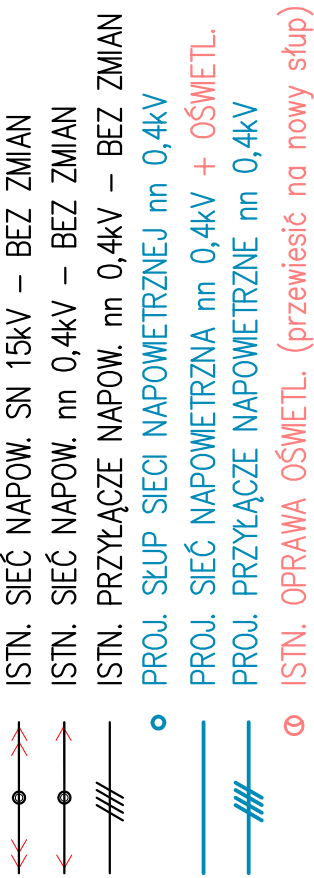 ISTN. SIEĆ NAPOW. SN 15kV – BEZ ZMIAN
ISTN. SIEĆ NAPOW. nn 0,4kV – BEZ ZMIAN
ISTN. PRZYŁĄCZE NAPOW. nn 0,4kV – BEZ ZMIAN
PROJ. SŁUP SIECI NAPOWIETRZNEJ nn 0,4kV
PROJ. SIEĆ NAPOWIETRZNA nn 0,4kV + OŚWIETL.
PROJ. PRZYŁĄCZE NAPOWIETRZNE nn 0,4kV
ISTN. OPRAWA OŚWIETL. (przewiesić na nowy słup)